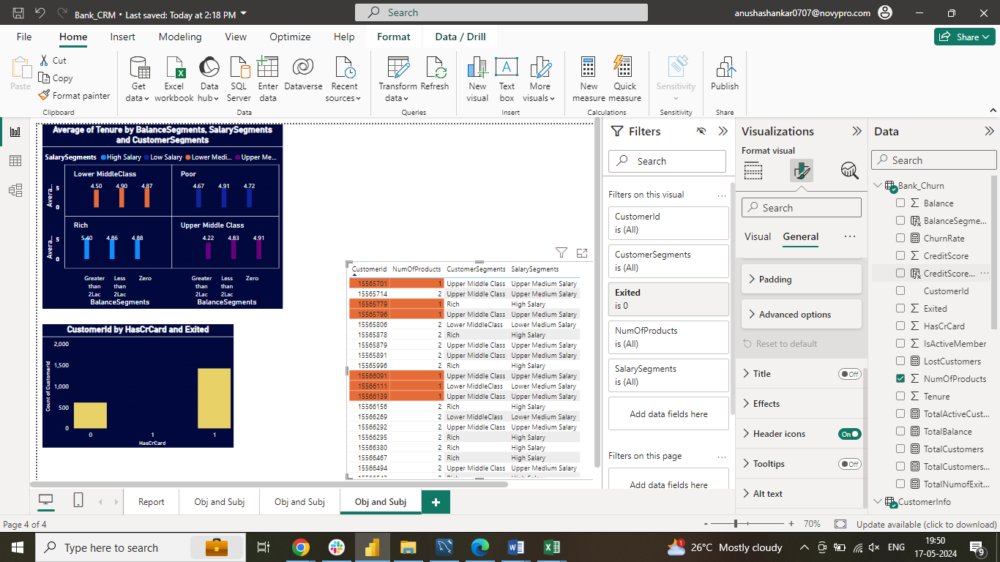 Bank_CRM • Last saved: Today at 2:18 PM
Search
anushashankar0707@novypro.com
File Home Insert Modeling View Optimize Help Format Data / Drill
Share
Paste
Cut
Copy
Format painter
Clipboard
Get data
Excel workbook
Data hub
SQL Server
Enter data
Dataverse
Recent sources
Data
Transform data
Refresh
Queries
New visual
Text box
More visuals
Insert
New measure
Quick measure
Calculations
Sensitivity
Sensitivity
Publish
Share
Average of Tenure by BalanceSegments, SalarySegments
and CustomerSegments
SalarySegments High Salary Low Salary Lower Medi... Upper Me...
Lower MiddleClass Poor
4.50 4.90 4.87 4.67 4.91 4.72
Avera...
5
0
Rich Upper Middle Class
5.40 4.86 4.88 4.22 4.83 4.91
Avera...
5
0
Greater than 2Lac
Less than 2Lac
Zero
Greater than 2Lac
Less than 2Lac
Zero
BalanceSegments BalanceSegments
CustomerId by HasCrCard and Exited
Count of CustomerId
2,000
1,500
1,000
500
0
0 1 1
HasCrCard
CustomerId NumOfProducts CustomerSegments SalarySegments
15565701 1 Upper Middle Class Upper Medium Salary
15565714 2 Upper Middle Class Upper Medium Salary
15565779 1 Rich High Salary
15565796 1 Upper Middle Class Upper Medium Salary
15565806 2 Lower MiddleClass Lower Medium Salary
15565878 2 Rich High Salary
15565879 2 Upper Middle Class Upper Medium Salary
15565891 2 Upper Middle Class Upper Medium Salary
15565996 2 Rich High Salary
15566091 1 Upper Middle Class Upper Medium Salary
15566111 1 Lower MiddleClass Lower Medium Salary
15566139 1 Upper Middle Class Upper Medium Salary
15566156 2 Rich High Salary
15566269 2 Lower MiddleClass Lower Medium Salary
15566292 2 Upper Middle Class Upper Medium Salary
15566295 2 Rich High Salary
15566380 2 Rich High Salary
15566467 2 Rich High Salary
15566494 2 Upper Middle Class Upper Medium Salary
Filters
Search
Filters on this visual ...
CustomerId
is (All)
CustomerSegments
is (All)
Exited
is 0
NumOfProducts
is (All)
SalarySegments
is (All)
Add data fields here
Filters on this page ...
Add data fields here
Visualizations
Format visual
Search
Visual General ...
Padding
Advanced options
Reset to default
Title Off
Effects
Header icons On
Tooltips Off
Alt text
Data
Search
Bank_Churn
Balance
BalanceSegme...
ChurnRate
CreditScore
CreditScore... ...
CustomerId
Exited
HasCrCard
IsActiveMember
LostCustomers
NumOfProducts
Tenure
TotalActiveCust...
TotalBalance
TotalCustomers
TotalCustomers...
TotalNumofExit...
CustomerInfo
Report Obj and Subj Obj and Subj Obj and Subj +
Page 4 of 4
- + 70%
Update available (click to download)
Type here to search
26°C Mostly cloudy
ENG
19:50
17-05-2024
9